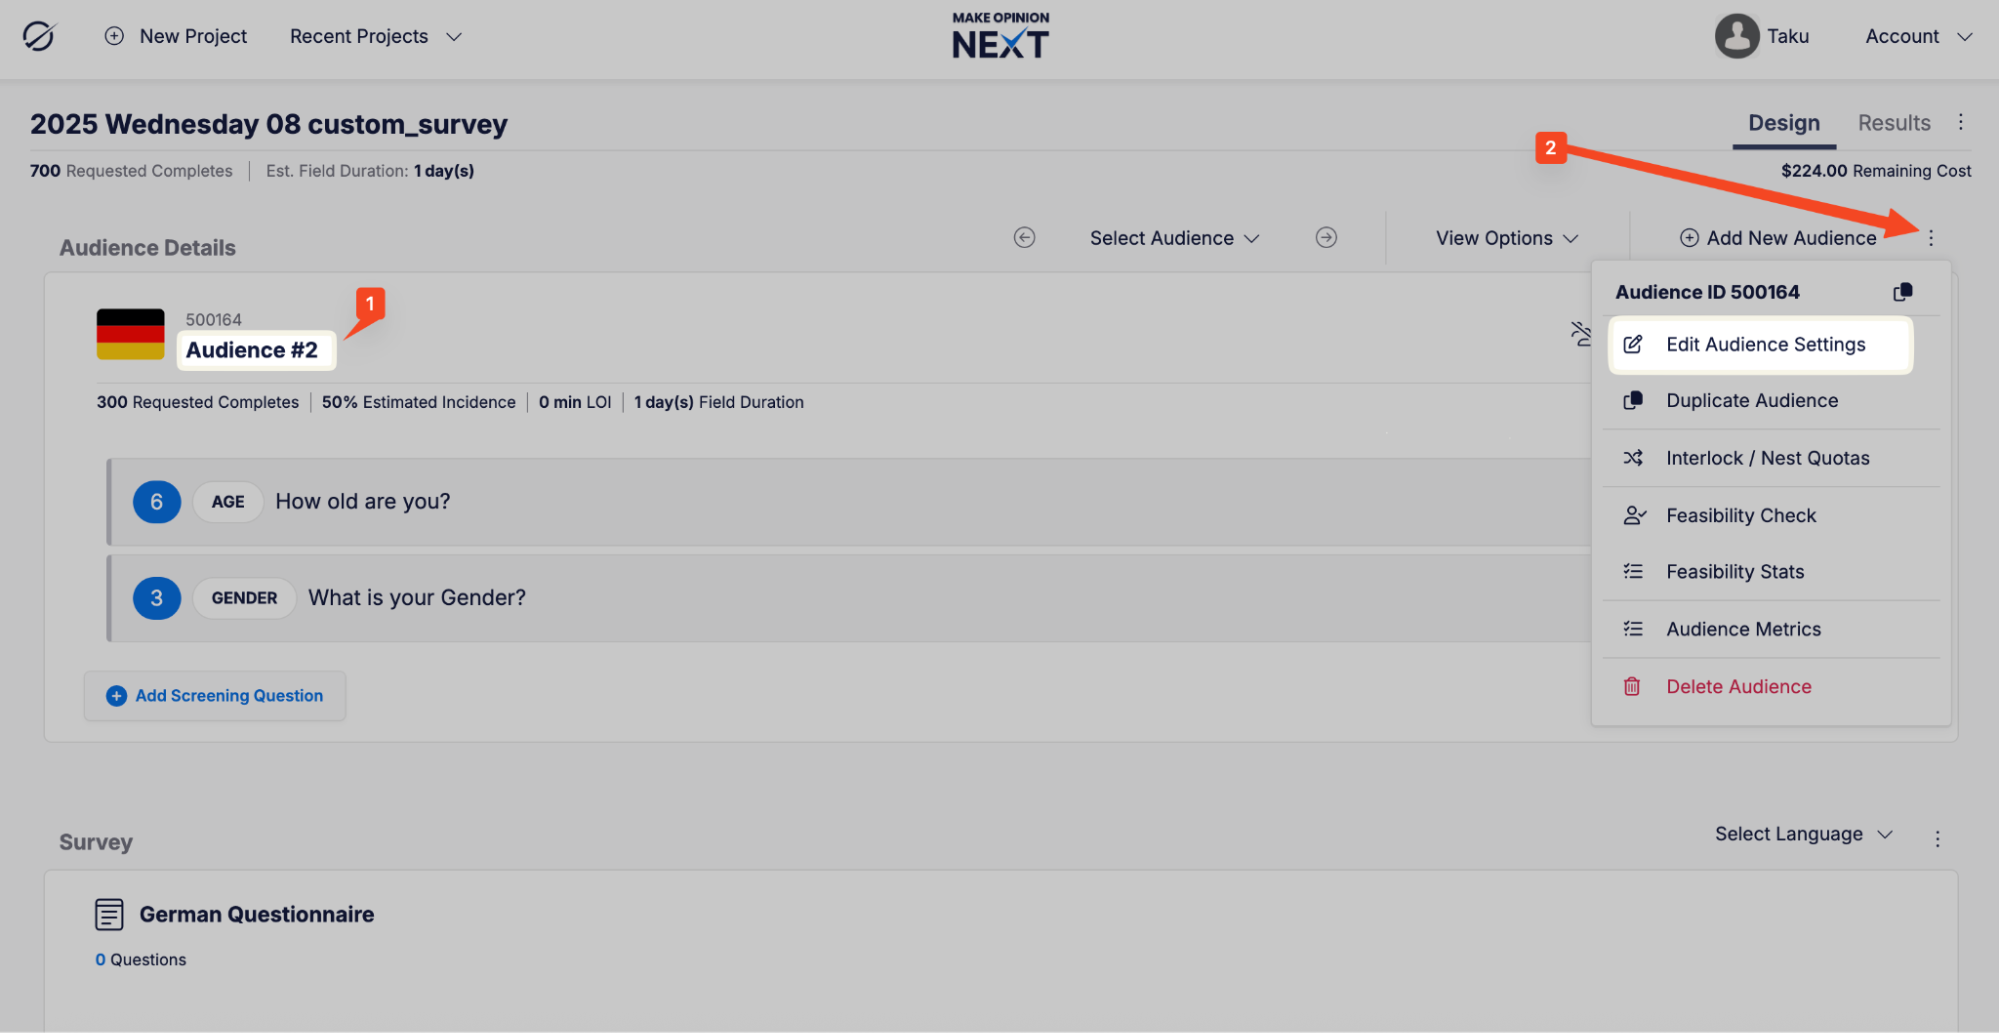 New Project
Recent Projects
MAKE OPINION
NEXT
Taku
Account
2025 Wednesday 08 custom_survey
Design
Results
2
700 Requested Completes
Est. Field Duration: 1 day(s)
$224.00 Remaining Cost
Audience Details
Select Audience
View Options
Add New Audience
1
500164
Audience #2
Audience ID 500164
Edit Audience Settings
300 Requested Completes
50% Estimated Incidence
0 min LOI
1 day(s) Field Duration
Duplicate Audience
Interlock / Nest Quotas
6
AGE
How old are you?
Feasibility Check
Feasibility Stats
3
GENDER
What is your Gender?
Audience Metrics
Add Screening Question
Delete Audience
Survey
Select Language
German Questionnaire
0 Questions